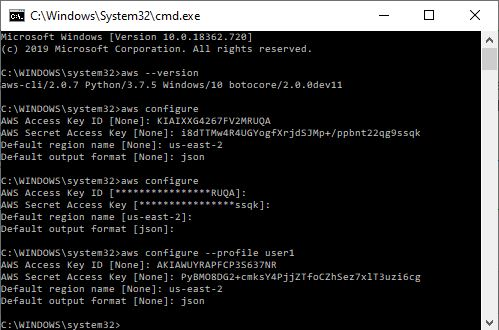 C:\WINDOWS\System32\cmd.exe
Microsoft Windows [Version 10.0.18362.720]
(c) 2019 Microsoft Corporation. All rights reserved.
C:\WINDOWS\system32>aws --version
aws-cli/2.0.7 Python/3.7.5 Windows/10 botocore/2.0.0dev11
C:\WINDOWS\system32>aws configure
AWS Access Key ID [None]: KIAIXXG4267FV2MRUQA
AWS Secret Access Key [None]: i8dTTMw4R4UGYogfXrjdSJMp+/ppbnt22qg9ssqk
Default region name [None]: us-east-2
Default output format [None]: json
C:\WINDOWS\system32>aws configure
AWS Access Key ID [****************RUQA]:
AWS Secret Access Key [****************ssqk]:
Default region name [us-east-2]:
Default output format [json]:
C:\WINDOWS\system32>aws configure --profile user1
AWS Access Key ID [None]: AKIAWUYRAPFCP3S637NR
AWS Secret Access Key [None]: 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
Default region name [None]: us-east-2
Default output format [None]: json
C:\WINDOWS\system32>